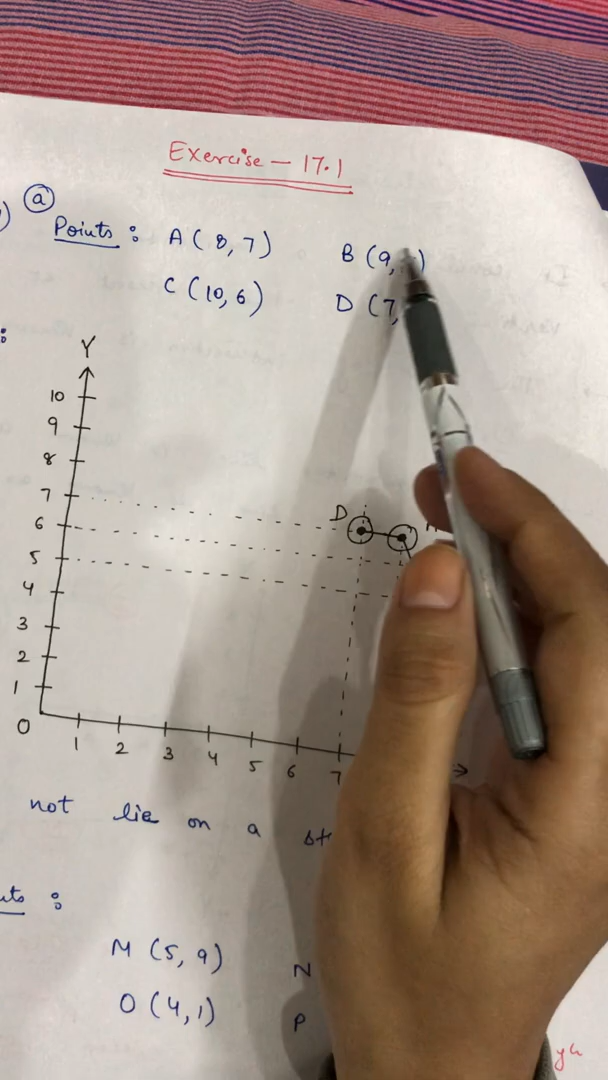 Exercise - 17.1
a
Points : A (8,7) B (9,
C (10,6) D (7,
:
Y
10
9
8
7
6
5
4
3
2
1
D
0
1 2 3 4 5 6 7
not lie on a
:
M (5,9) N
O (4,1) P